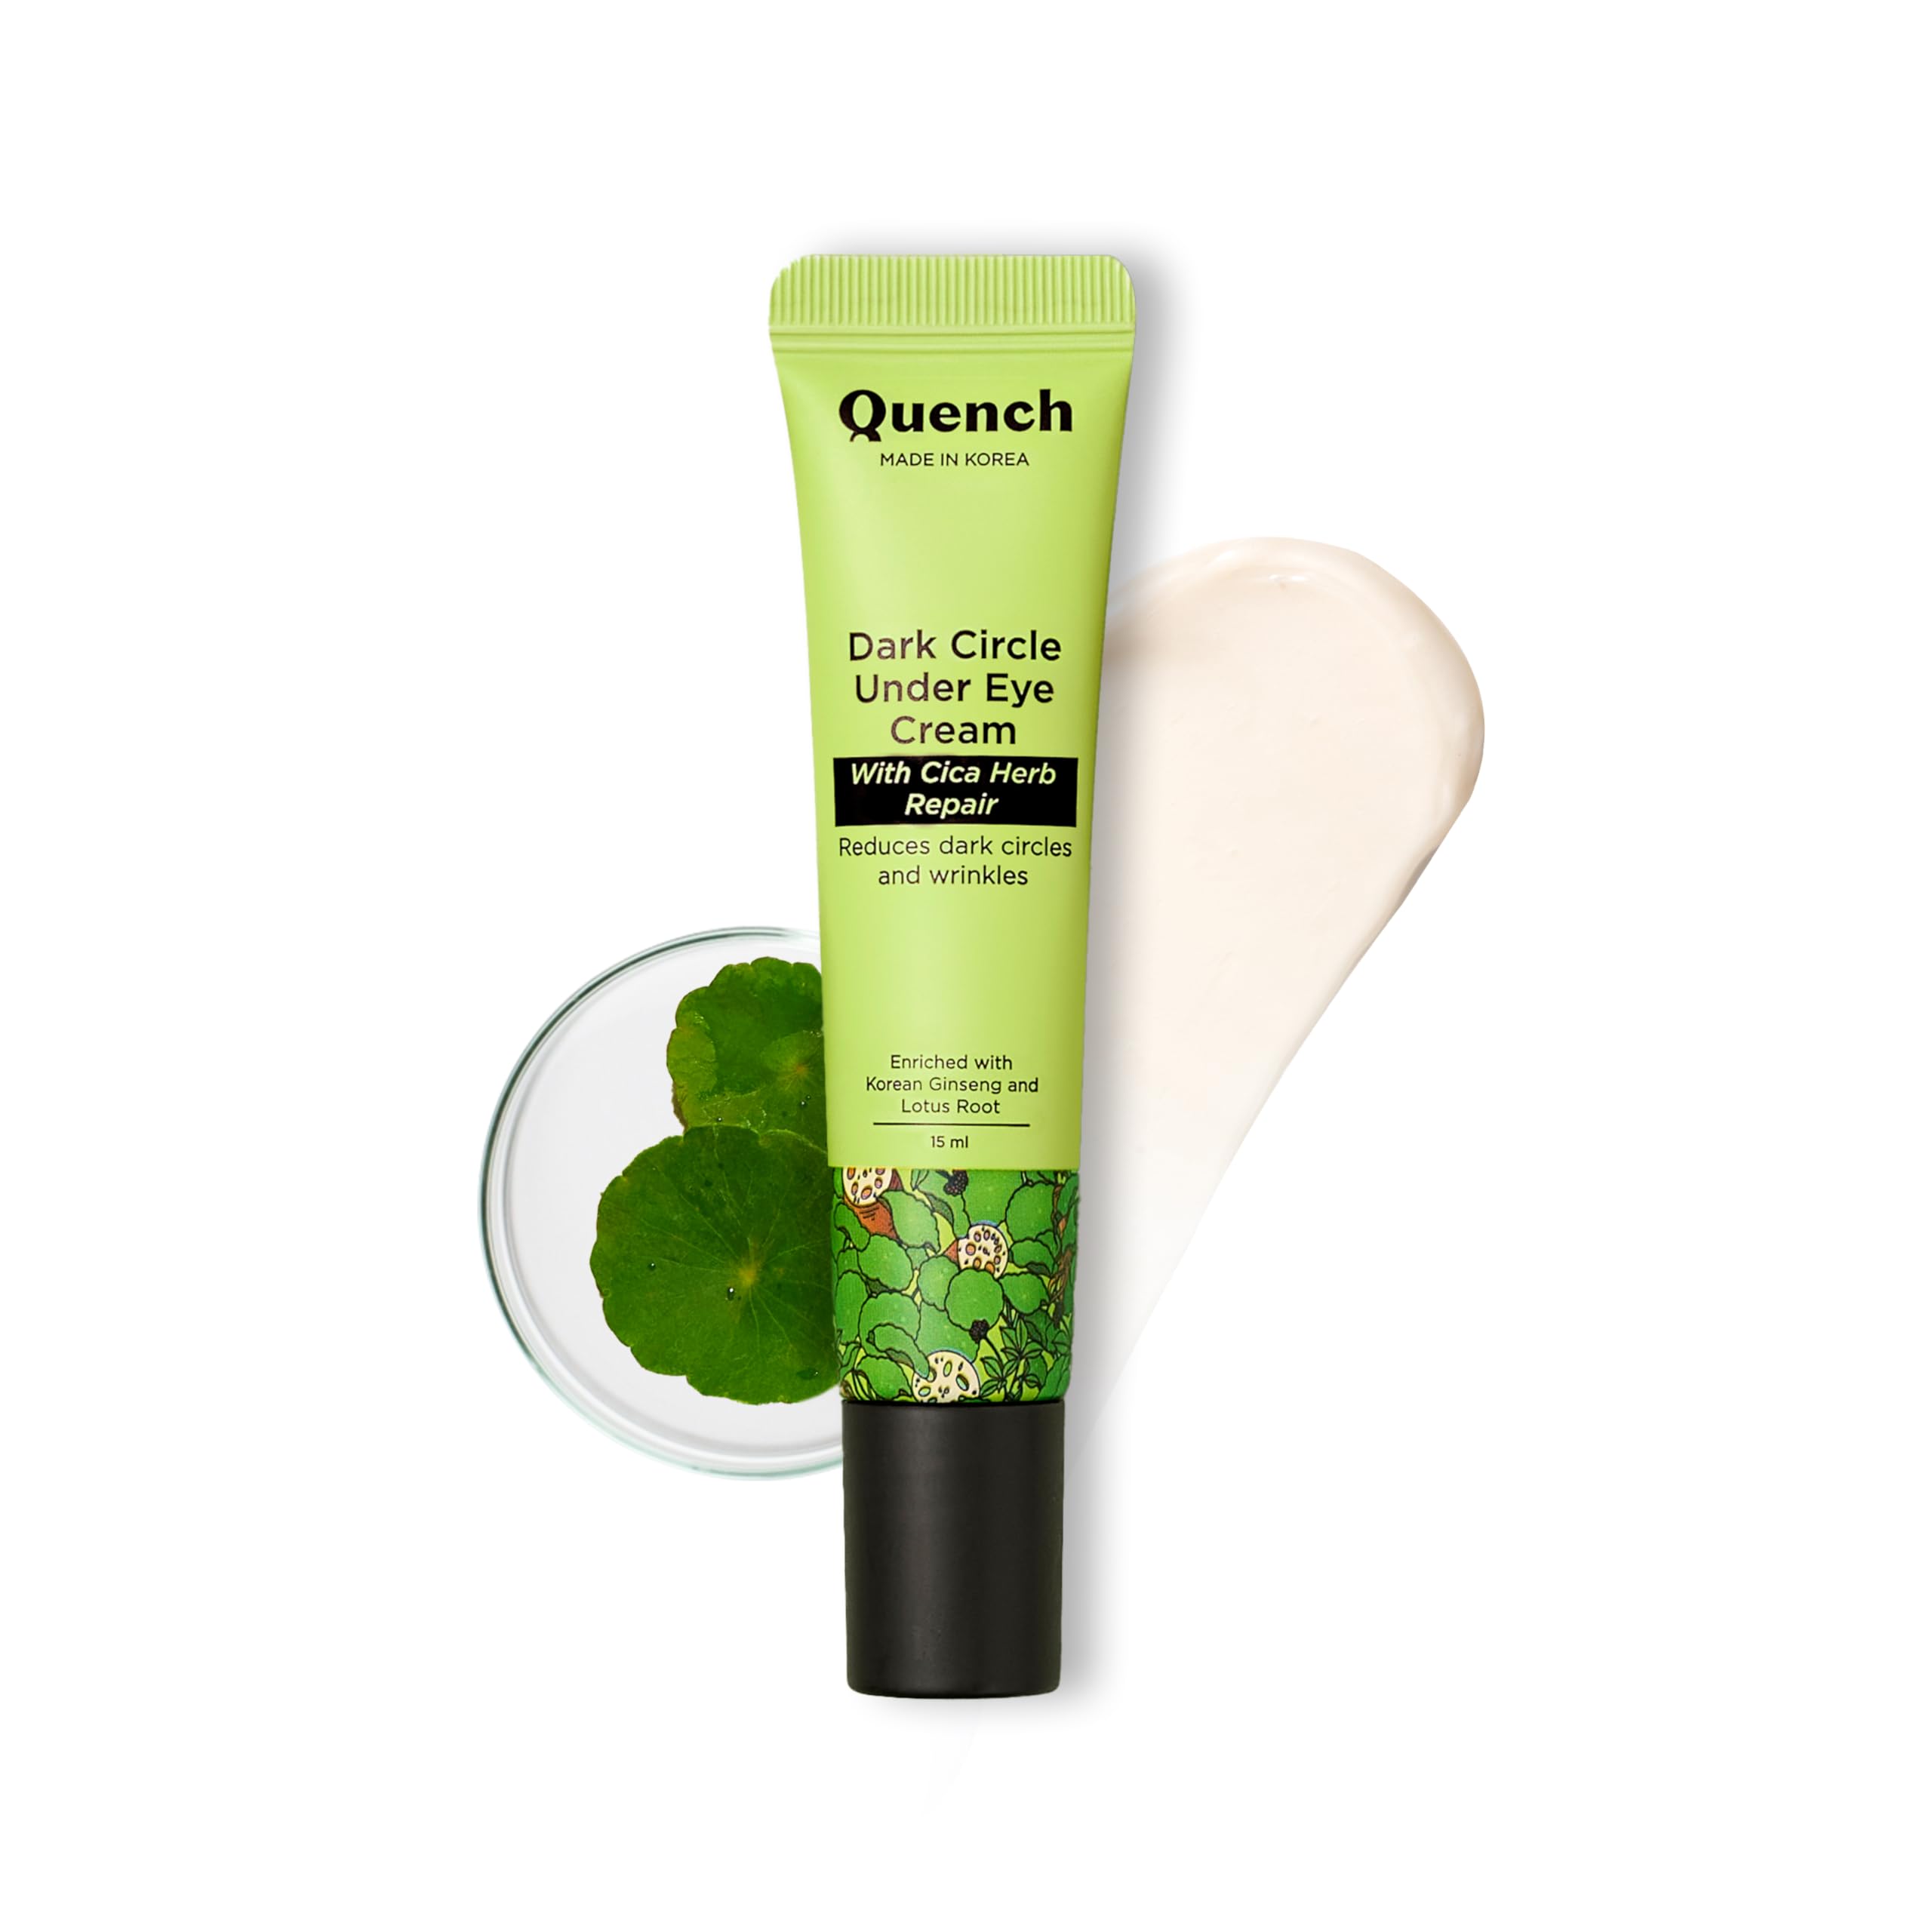 Quench
MADE IN KOREA
Dark Circle
Under Eye
Cream
With Cica Herb
Repair
Reduces dark circles
and wrinkles
Enriched with
Korean Ginseng and
Lotus Root
15 ml